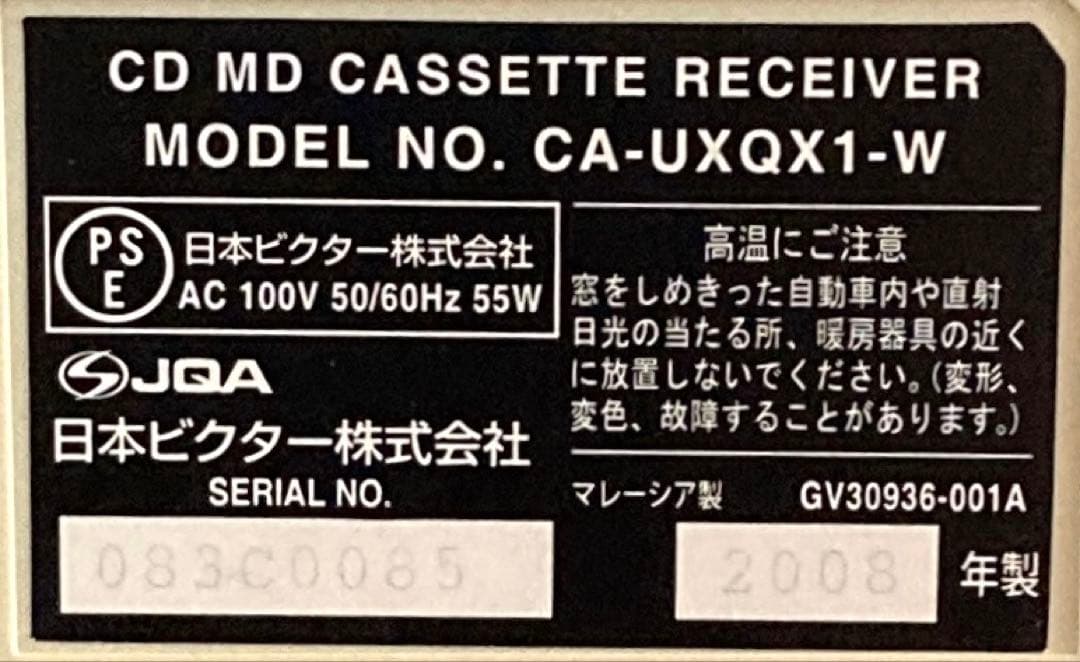 CD MD CASSETTE RECEIVER
MODEL NO. CA-UXQX1-W
PS
E
日本ビクター株式会社
AC 100V 50/60Hz 55W
JQA
日本ビクター株式会社
SERIAL NO.
083C0085
高温にご注意
窓をしめきった自動車内や直射
日光の当たる所、暖房器具の近く
に放置しないでください。(変形、
変色、故障することがあります。)
マレーシア製 GV30936-001A
2008 年製